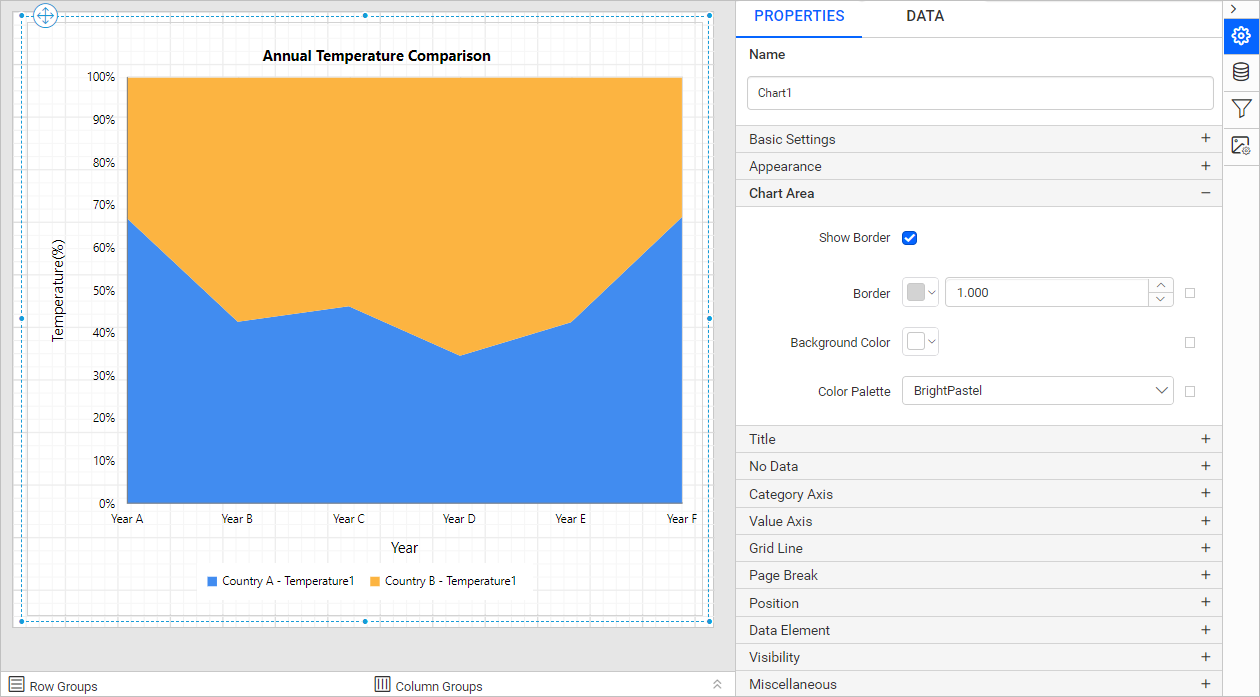 Annual Temperature Comparison
100%
90%
80%
70%
60%
50%
40%
30%
20%
10%
0%
Temperature(%)
Year A Year B Year C Year D Year E Year F
Year
Country A - Temperature1 Country B - Temperature1
Row Groups Column Groups
PROPERTIES DATA
Name
Chart1
Basic Settings
Appearance
Chart Area
Show Border
Border 1.000
Background Color
Color Palette BrightPastel
Title
No Data
Category Axis
Value Axis
Grid Line
Page Break
Position
Data Element
Visibility
Miscellaneous